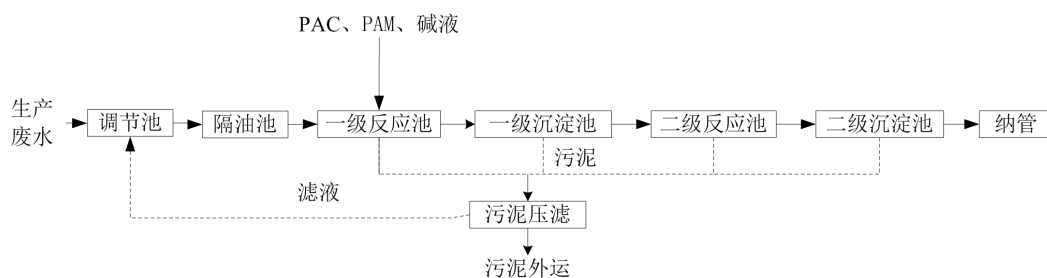 PAC、PAM、碱液
生产
废水
调节池
隔油池
一级反应池
一级沉淀池
二级反应池
二级沉淀池
纳管
污泥
滤液
污泥压滤
污泥外运